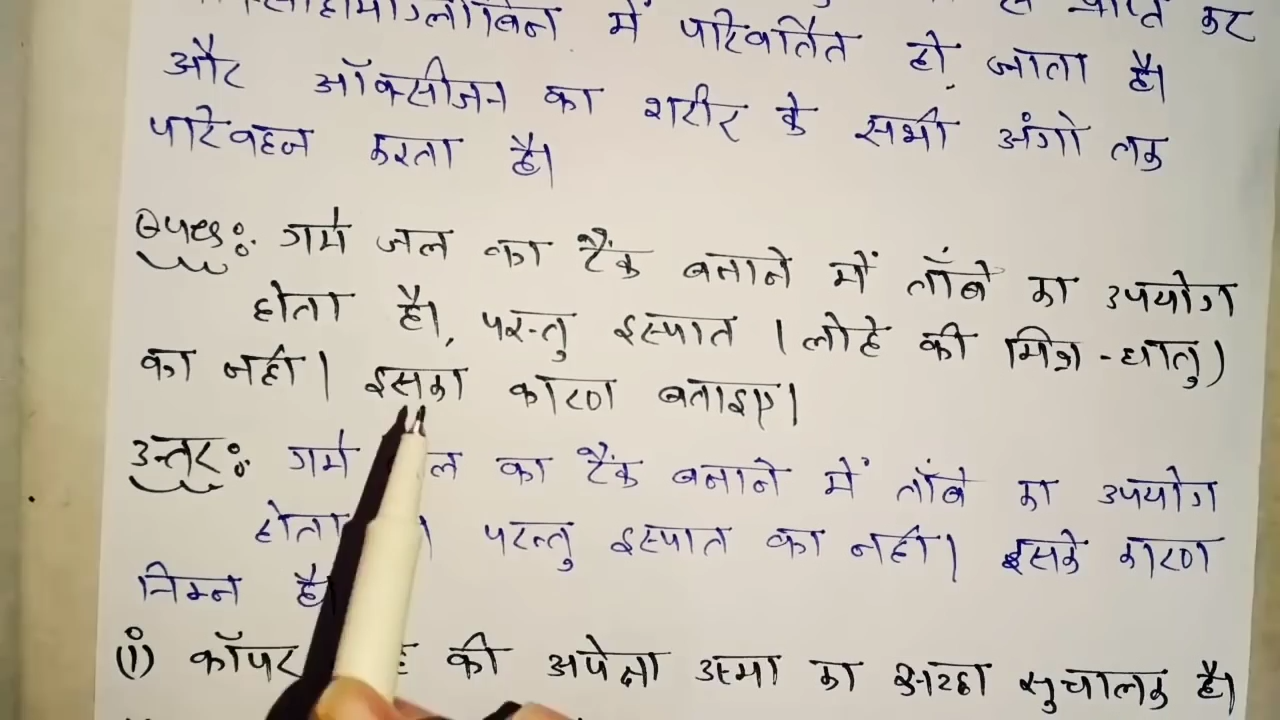 में परिवर्तित हो जाता है।
और ऑक्सीजन का शरीर के सभी अंगो तक
परिवहन करता है।
Ques: गर्म जल का टैंक बनाने में ताँबे का उपयोग
होता है, परन्तु इस्पात (लोहे की मिश्र-धातु)
का नहीं। इसका कारण बताइए।
उत्तर: गर्म जल का टैंक बनाने में ताँबे का उपयोग
होता परन्तु इस्पात का नहीं। इसके कारण
निम्न है
(i) कॉपर की अपेक्षा उस्मा का अच्छा सुचालक है।